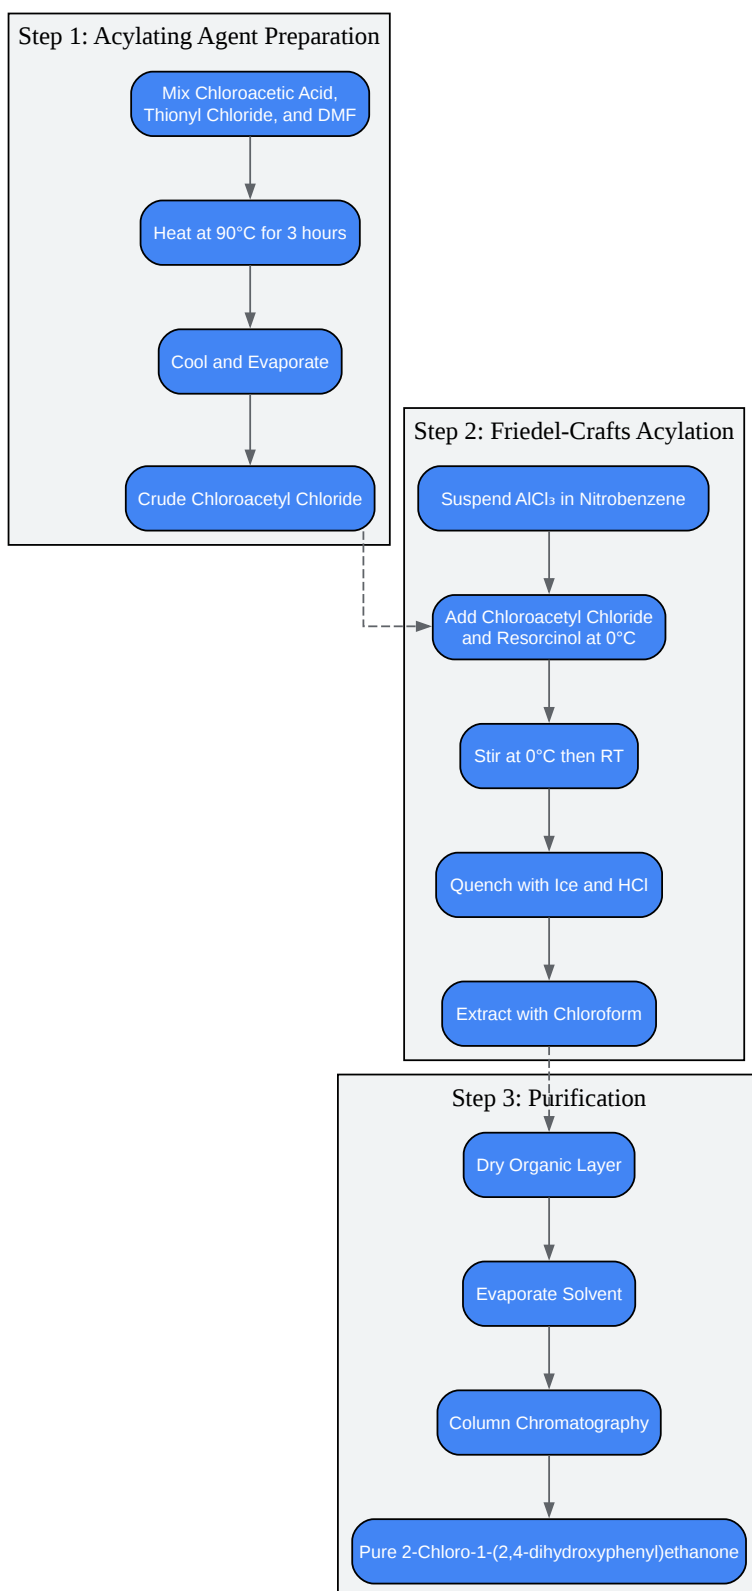 Step 1: Acylating Agent Preparation
Mix Chloroacetic Acid,
Thionyl Chloride, and DMF
Heat at 90°C for 3 hours
Cool and Evaporate
Crude Chloroacetyl Chloride
Step 2: Friedel-Crafts Acylation
Suspend AlCl₃ in Nitrobenzene
Add Chloroacetyl Chloride
and Resorcinol at 0°C
Stir at 0°C then RT
Quench with Ice and HCl
Extract with Chloroform
Step 3: Purification
Dry Organic Layer
Evaporate Solvent
Column Chromatography
Pure 2-Chloro-1-(2,4-dihydroxyphenyl)ethanone